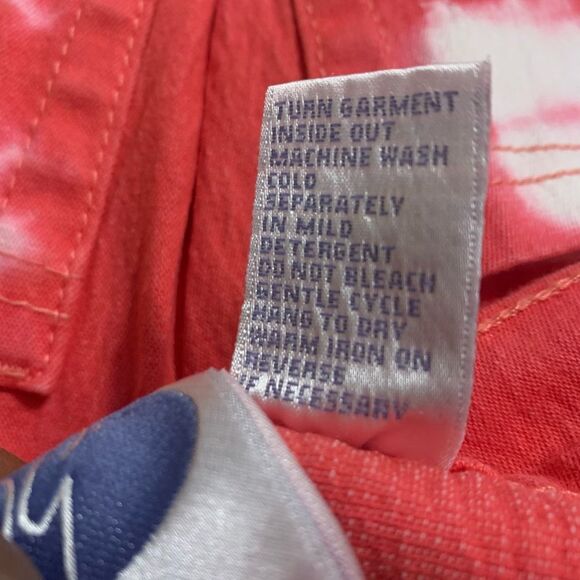 TURN GARMENT
INSIDE OUT
MACHINE WASH
COLD
SEPARATELY
IN MILD
DETERGENT
DO NOT BLEACH
GENTLE CYCLE
HANG TO DRY
WARM IRON ON
REVERSE
IF NECESSARY